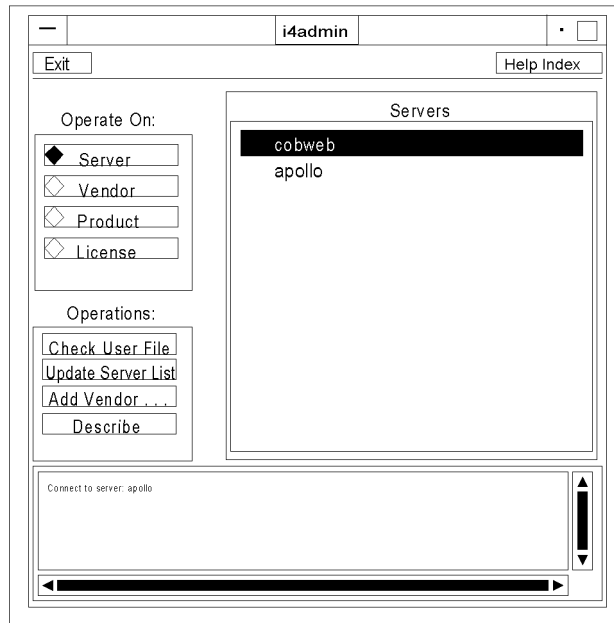 i4admin
Exit
Help Index
Operate On:
Server
Vendor
Product
License
Operations:
Check User File
Update Server List
Add Vendor . . .
Describe
Servers
cobweb
apollo
Connect to server: apollo